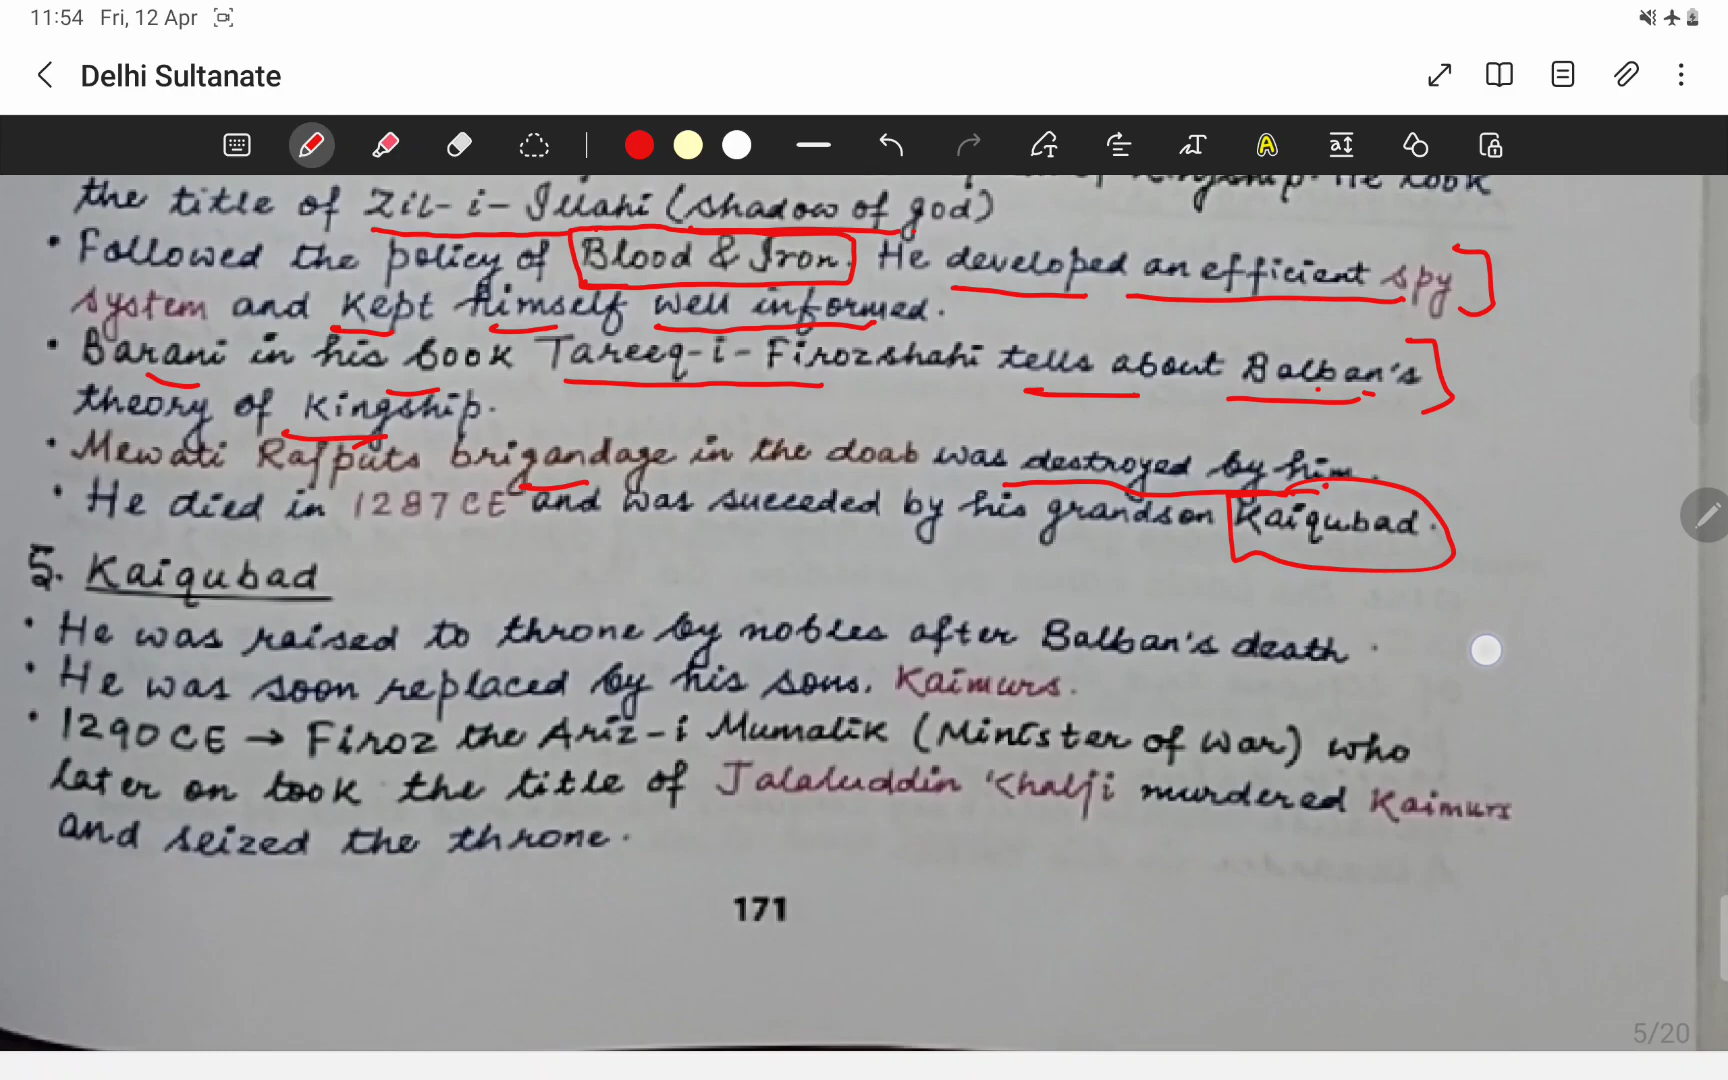 11:54 Fri, 12 Apr
Delhi Sultanate
Kingship. He took
the title of Zil-i-Illahi (shadow of god)
• Followed the policy of Blood & Iron. He developed an efficient spy
system and kept himself well informed.
• Barani in his book Tareeq-i-Firozshahi tells about Balban's
theory of Kingship.
• Mewati Rajputs brigandage in the doab was destroyed by him.
• He died in 1287 CE and was succeded by his grandson Kaiqubad.
5. Kaiqubad
• He was raised to throne by nobles after Balban's death.
• He was soon replaced by his sons. Kaimurs.
• 1290 CE → Firoz the Ariz-i Mumalik (Minister of war) who
later on took the title of Jalaluddin Khalji murdered Kaimurs
and seized the throne.
171
5/20